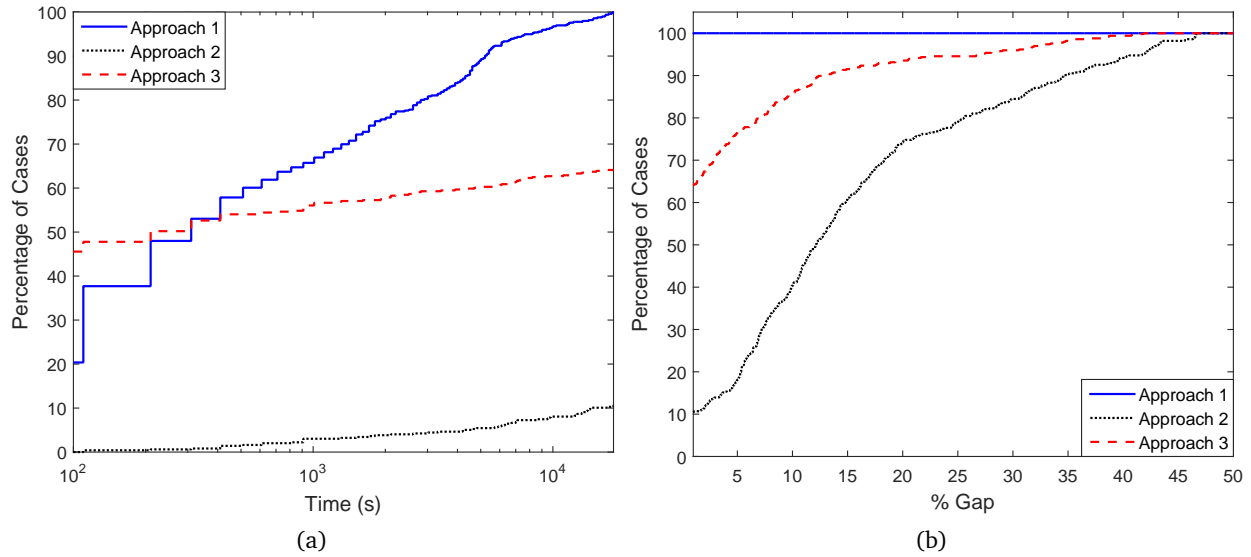 100
90
80
70
60
50
40
30
20
10
0
Percentage of Cases
Approach 1
Approach 2
Approach 3
10^2
10^3
10^4
Time (s)
(a)
100
90
80
70
60
50
40
30
20
10
0
Percentage of Cases
Approach 1
Approach 2
Approach 3
5 10 15 20 25 30 35 40 45 50
% Gap
(b)